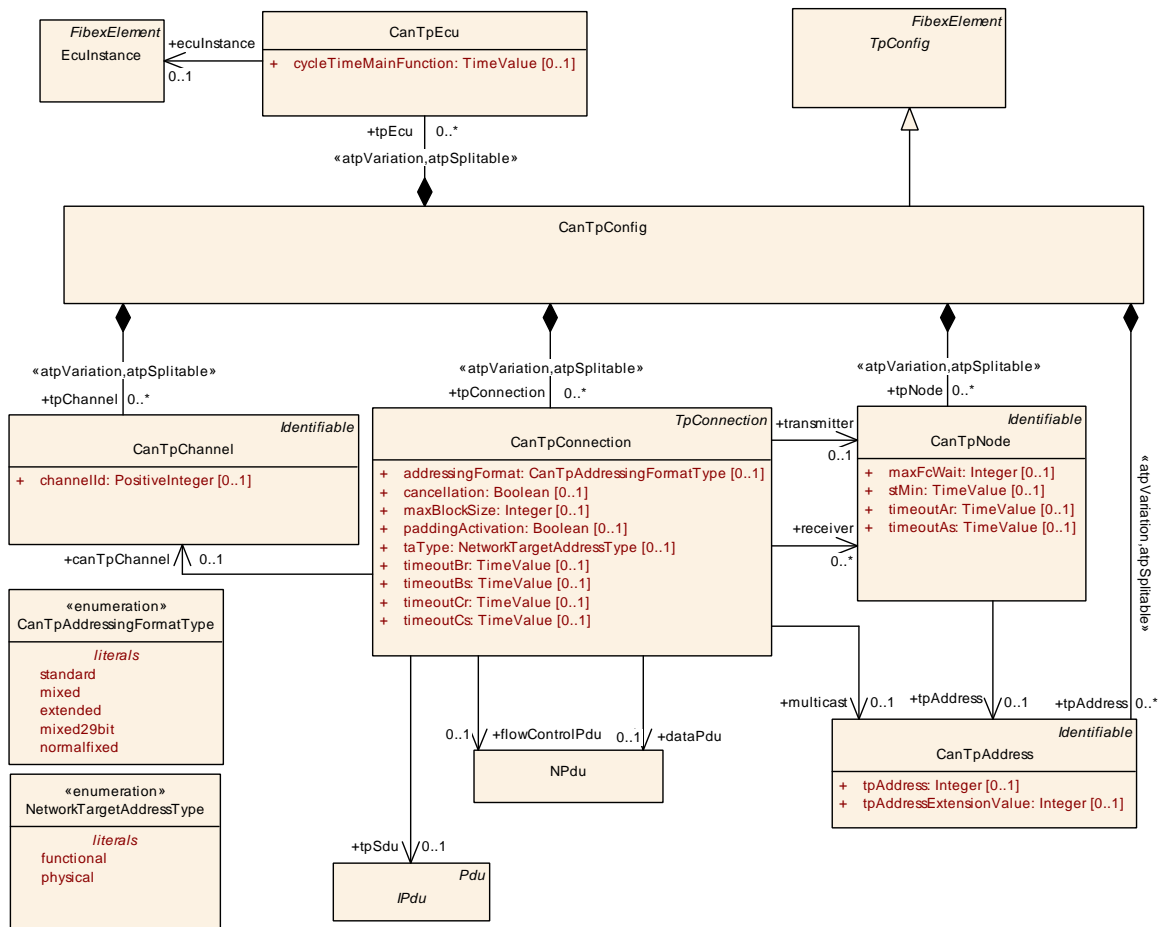 FibexElement
EcuInstance
+ecuInstance
0..1
CanTpEcu
+ cycleTimeMainFunction: TimeValue [0..1]
FibexElement
TpConfig
+tpEcu 0..*
«atpVariation,atpSplitable»
CanTpConfig
«atpVariation,atpSplitable»
+tpChannel 0..*
«atpVariation,atpSplitable»
+tpConnection 0..*
«atpVariation,atpSplitable»
+tpNode 0..*
«atpVariation,atpSplitable»
+tpAddress 0..*
Identifiable
CanTpChannel
+ channelId: PositiveInteger [0..1]
+canTpChannel 0..1
TpConnection
CanTpConnection
+ addressingFormat: CanTpAddressingFormatType [0..1]
+ cancellation: Boolean [0..1]
+ maxBlockSize: Integer [0..1]
+ paddingActivation: Boolean [0..1]
+ taType: NetworkTargetAddressType [0..1]
+ timeoutBr: TimeValue [0..1]
+ timeoutBs: TimeValue [0..1]
+ timeoutCr: TimeValue [0..1]
+ timeoutCs: TimeValue [0..1]
+transmitter
0..1
+receiver
0..*
Identifiable
CanTpNode
+ maxFcWait: Integer [0..1]
+ stMin: TimeValue [0..1]
+ timeoutAr: TimeValue [0..1]
+ timeoutAs: TimeValue [0..1]
«enumeration»
CanTpAddressingFormatType
literals
standard
mixed
extended
mixed29bit
normalfixed
+multicast 0..1
+tpAddress 0..1
0..1 +flowControlPdu
0..1 +dataPdu
NPdu
Identifiable
CanTpAddress
+ tpAddress: Integer [0..1]
+ tpAddressExtensionValue: Integer [0..1]
«enumeration»
NetworkTargetAddressType
literals
functional
physical
+tpSdu 0..1
Pdu
IPdu